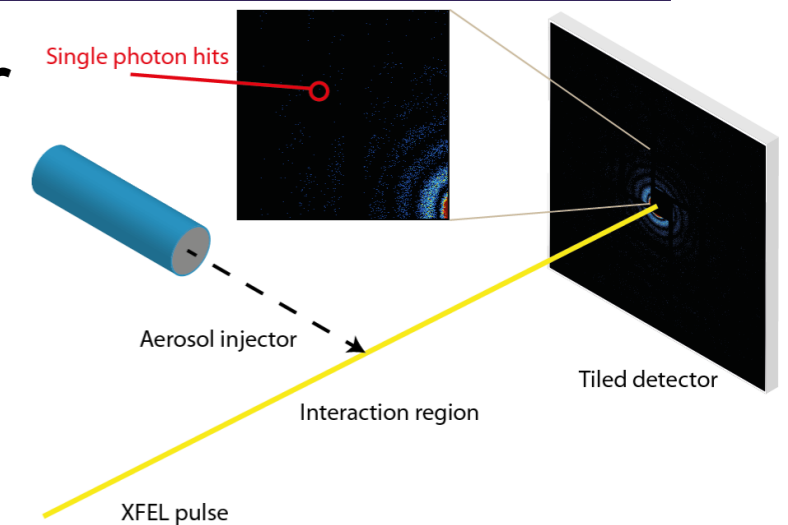 Single photon hits
Aerosol injector
Tiled detector
Interaction region
XFEL pulse